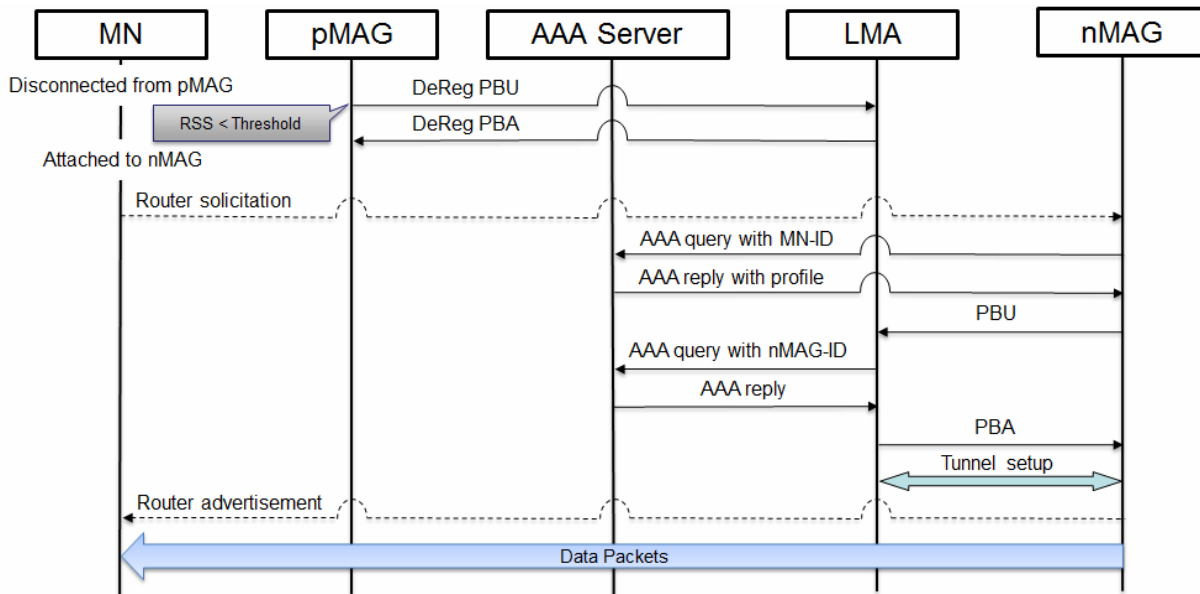 MN
pMAG
AAA Server
LMA
nMAG
Disconnected from pMAG
DeReg PBU
RSS < Threshold
DeReg PBA
Attached to nMAG
Router solicitation
AAA query with MN-ID
AAA reply with profile
PBU
AAA query with nMAG-ID
AAA reply
PBA
Tunnel setup
Router advertisement
Data Packets